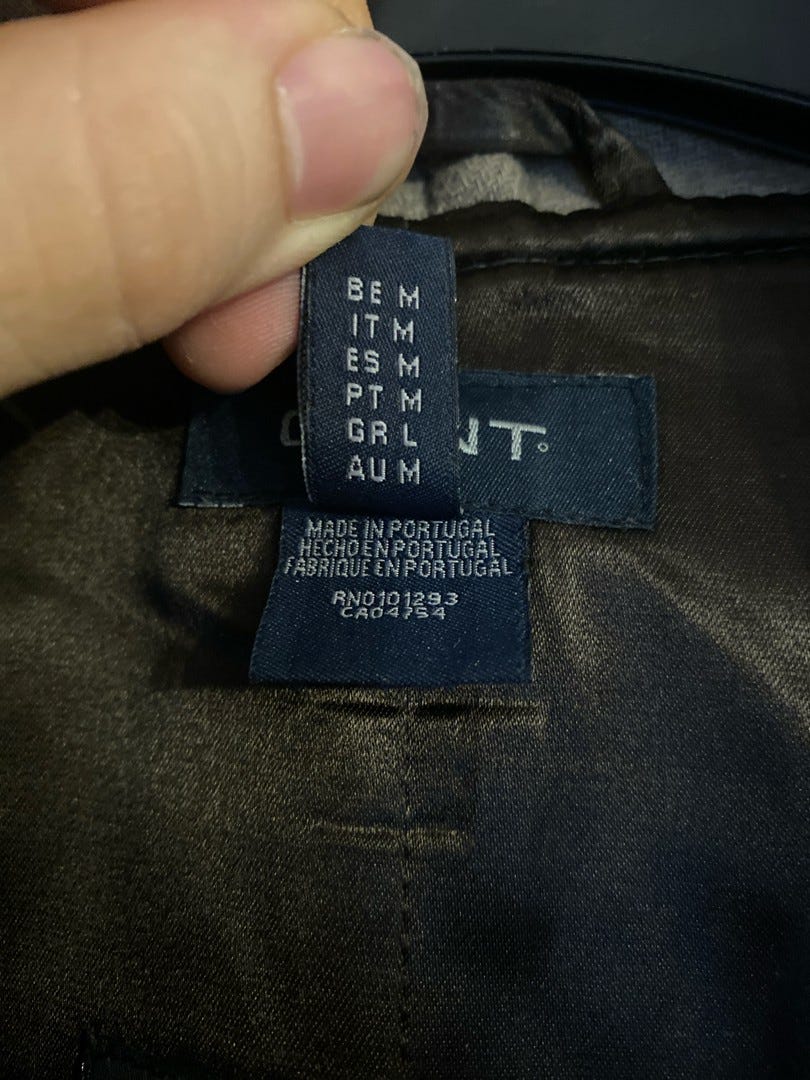 BE M
IT M
ES M
PT M
GR L
AU M
MADE IN PORTUGAL
HECHO EN PORTUGAL
FABRIQUE EN PORTUGAL
RN0101293
CA04754